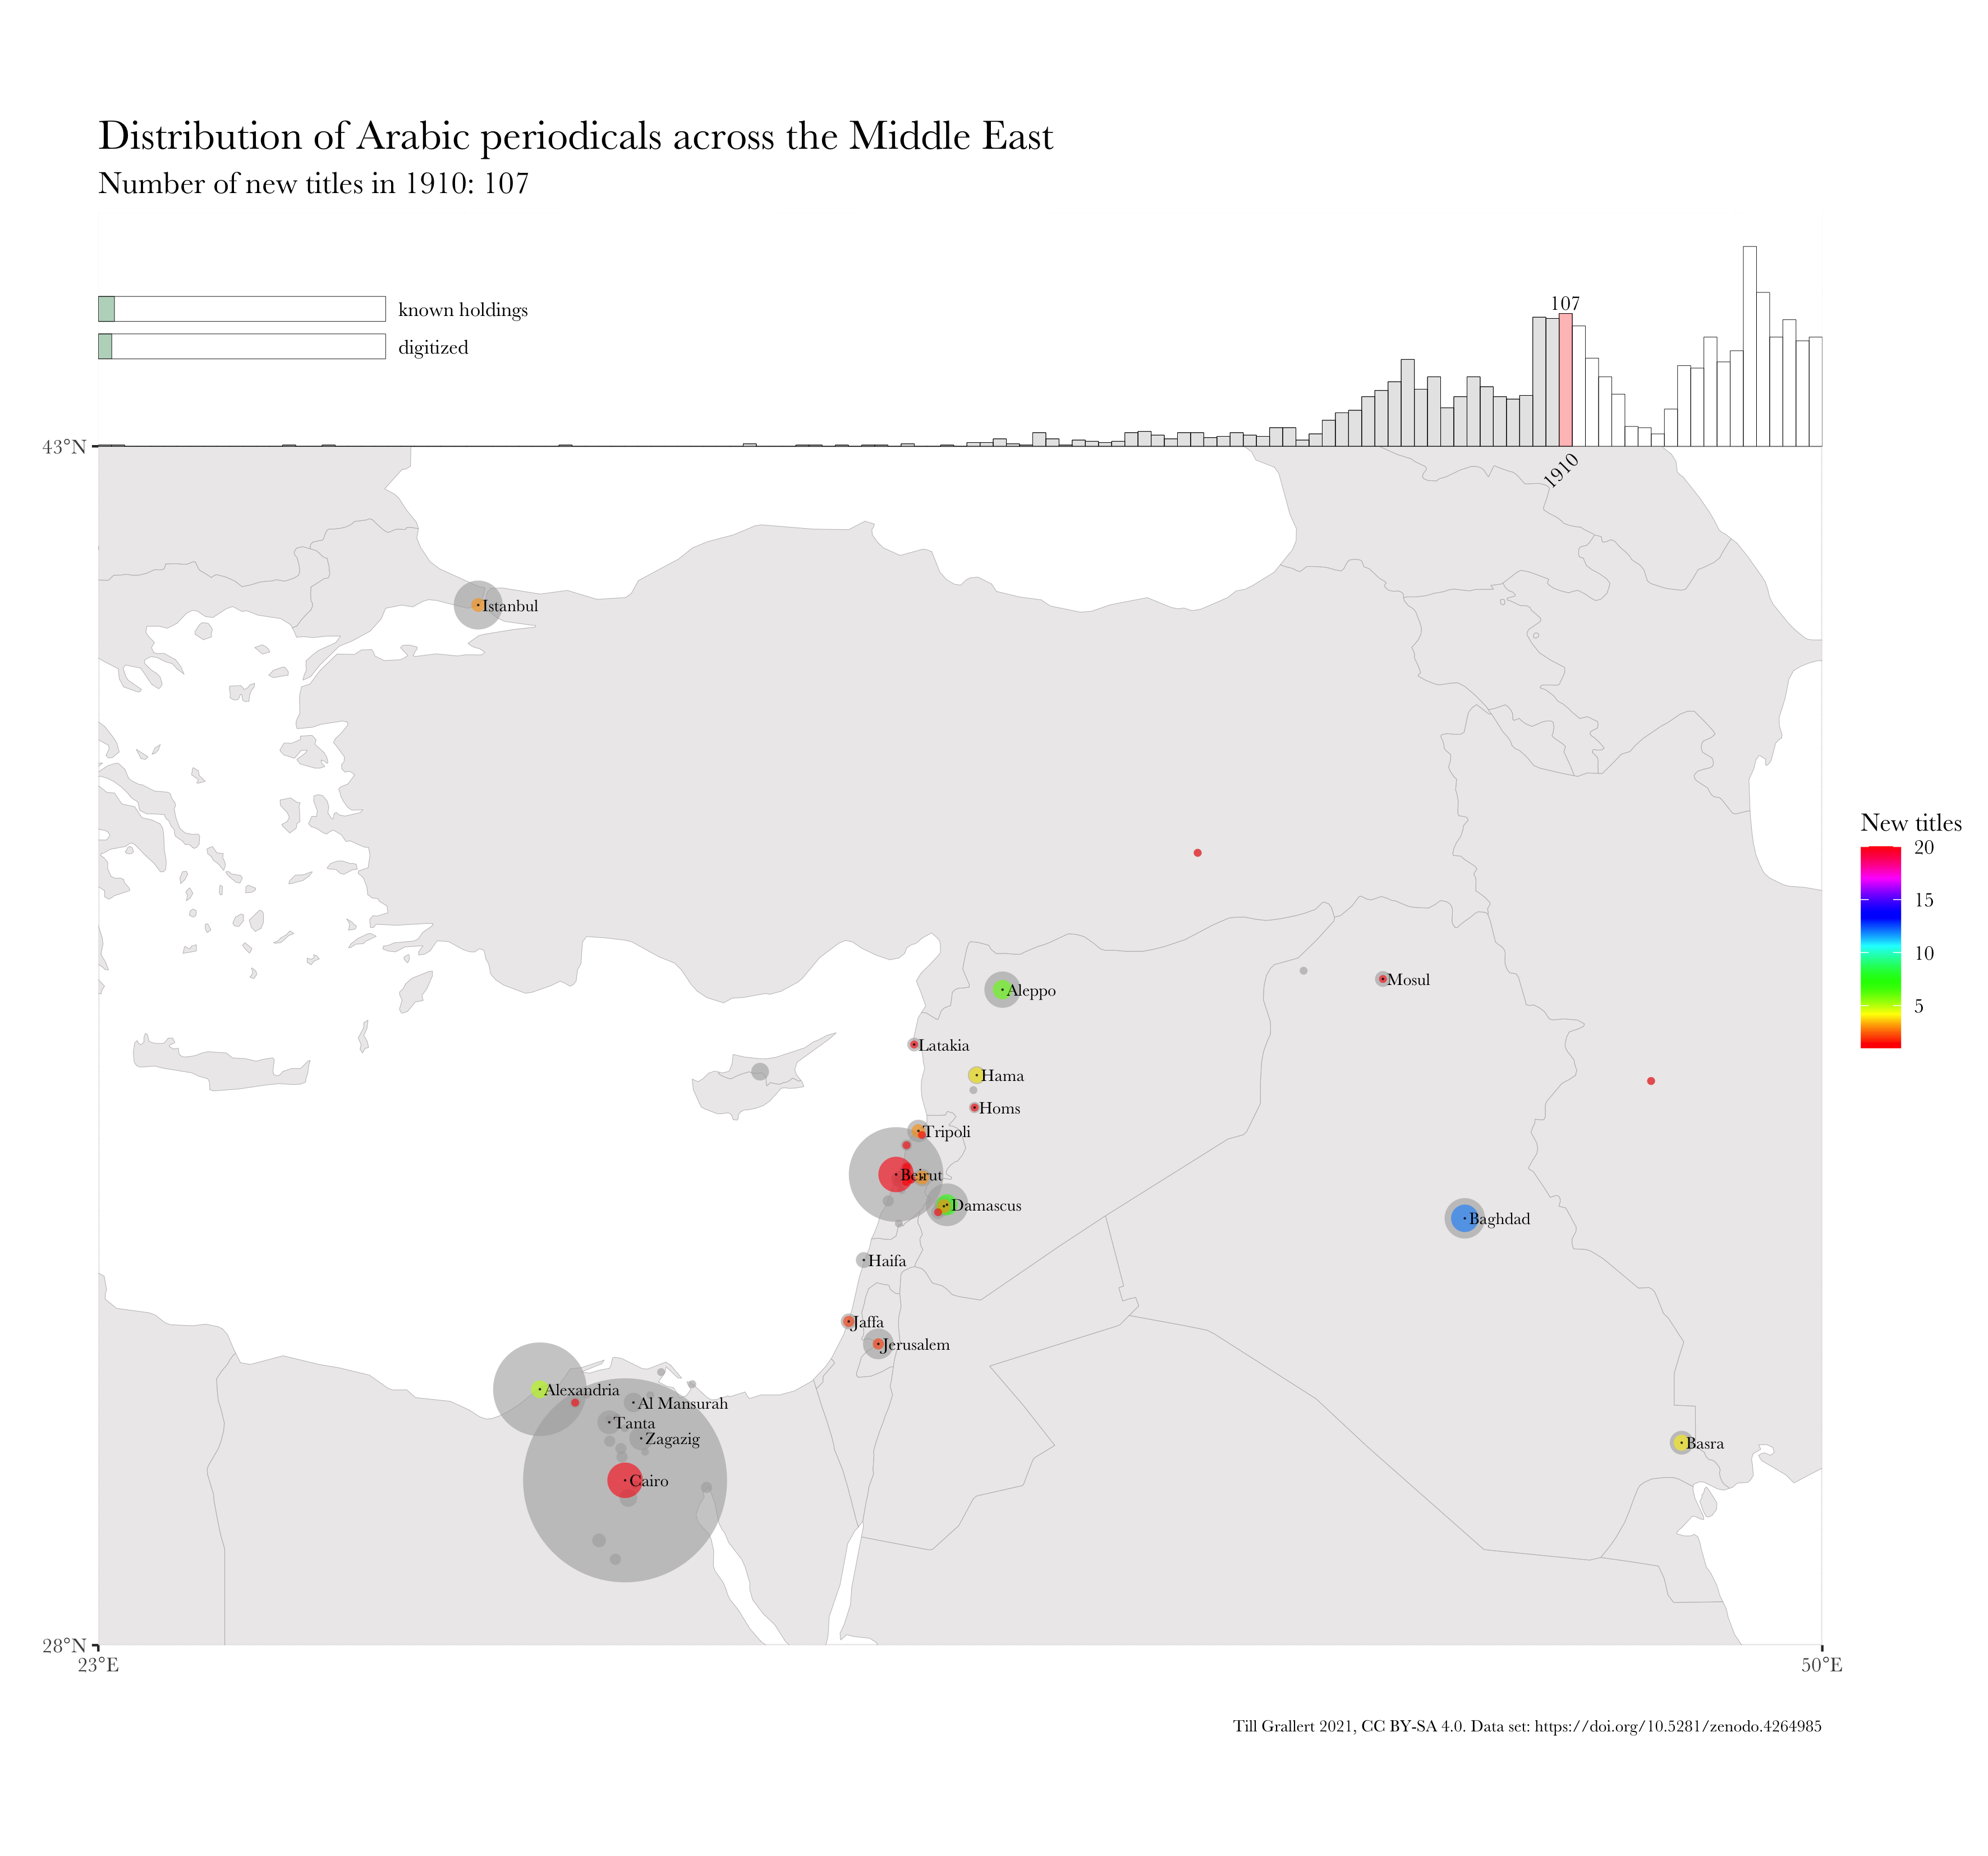 Distribution of Arabic periodicals across the Middle East
Number of new titles in 1910: 107
known holdings
107
digitized
43°N
1910
Istanbul
New titles
20
15
10
5
Mosul
Aleppo
Latakia
Hama
Homs
Tripoli
Beirut
Damascus
Baghdad
Haifa
Jaffa
Jerusalem
Alexandria
Al Mansurah
Tanta
Zagazig
Basra
Cairo
28°N
23°E
50°E
Till Grallert 2021, CC BY-SA 4.0. Data set: https://doi.org/10.5281/zenodo.4264985